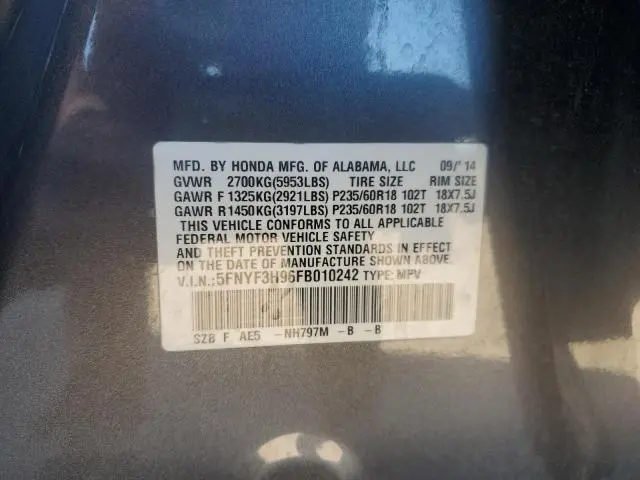 MFD. BY HONDA MFG. OF ALABAMA, LLC 09/'14
GVWR 2700KG(5953LBS) TIRE SIZE RIM SIZE
GAWR F 1325KG(2921LBS) P235/60R18 102T 18X7.5J
GAWR R1450KG(3197LBS) P235/60R18 102T 18X7.5J
THIS VEHICLE CONFORMS TO ALL APPLICABLE
FEDERAL MOTOR VEHICLE SAFETY
AND THEFT PREVENTION STANDARDS IN EFFECT
ON THE DATE OF MANUFACTURE SHOWN ABOVE.
V.I.N.:5FNYF3H96FB010242 TYPE: MPV
SZB F AE5 -NH797M -B -B